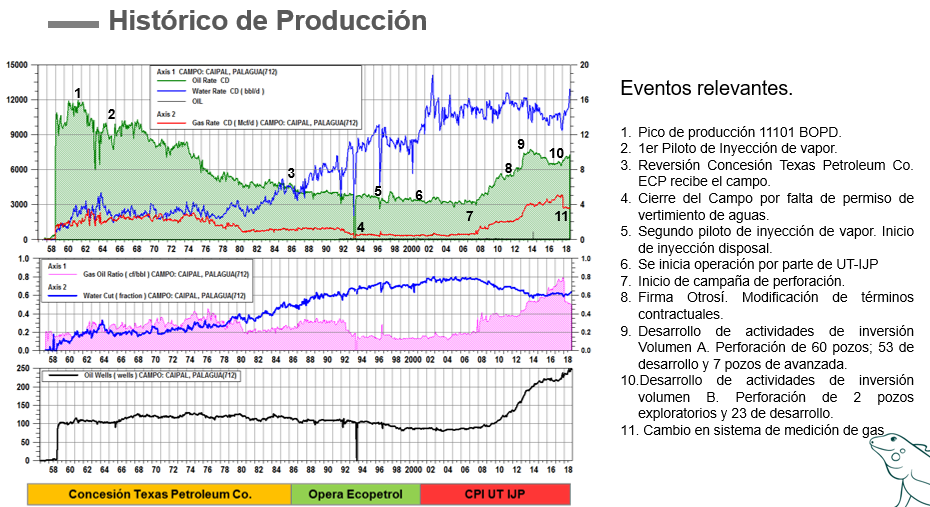 Histórico de Producción
Axis 1 CAMPO: CAIPAL, PALAGUA(712)
Oil Rate CD
Water Rate CD ( bbl/d )
OIL
Axis 2
Gas Rate CD ( Mcf/d ) CAMPO: CAIPAL, PALAGUA(712)
15000
12000
9000
6000
3000
0
20
16
12
8
4
0
1
2
3
4
5
6
7
8
9
10
11
58 60 62 64 66 68 70 72 74 76 78 80 82 84 86 88 90 92 94 96 98 2000 02 04 06 08 10 12 14 16 18
1.0
0.8
0.6
0.4
0.2
0.0
Axis 1
Gas Oil Ratio ( cf/bbl ) CAMPO: CAIPAL, PALAGUA(712)
Axis 2
Water Cut ( fraction ) CAMPO: CAIPAL, PALAGUA(712)
1.0
0.8
0.6
0.4
0.2
0.0
58 60 62 64 66 68 70 72 74 76 78 80 82 84 86 88 90 92 94 96 98 2000 02 04 06 08 10 12 14 16 18
250
200
150
100
50
0
Oil Wells ( wells ) CAMPO: CAIPAL, PALAGUA(712)
58 60 62 64 66 68 70 72 74 76 78 80 82 84 86 88 90 92 94 96 98 2000 02 04 06 08 10 12 14 16 18
Concesión Texas Petroleum Co.
Opera Ecopetrol
CPI UT IJP
Eventos relevantes.
1. Pico de producción 11101 BOPD.
2. 1er Piloto de Inyección de vapor.
3. Reversión Concesión Texas Petroleum Co.
ECP recibe el campo.
4. Cierre del Campo por falta de permiso de
vertimiento de aguas.
5. Segundo piloto de inyección de vapor. Inicio
de inyección disposal.
6. Se inicia operación por parte de UT-IJP
7. Inicio de campaña de perforación.
8. Firma Otrosí. Modificación de términos
contractuales.
9. Desarrollo de actividades de inversión
Volumen A. Perforación de 60 pozos; 53 de
desarrollo y 7 pozos de avanzada.
10.Desarrollo de actividades de inversión
volumen B. Perforación de 2 pozos
exploratorios y 23 de desarrollo.
11. Cambio en sistema de medición de gas